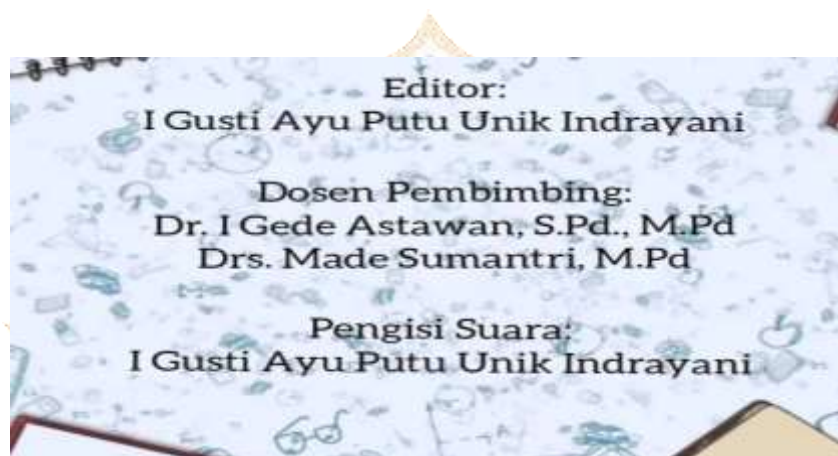 Editor:
I Gusti Ayu Putu Unik Indrayani
Dosen Pembimbing:
Dr. I Gede Astawan, S.Pd., M.Pd
Drs. Made Sumantri, M.Pd
Pengisi Suara:
I Gusti Ayu Putu Unik Indrayani